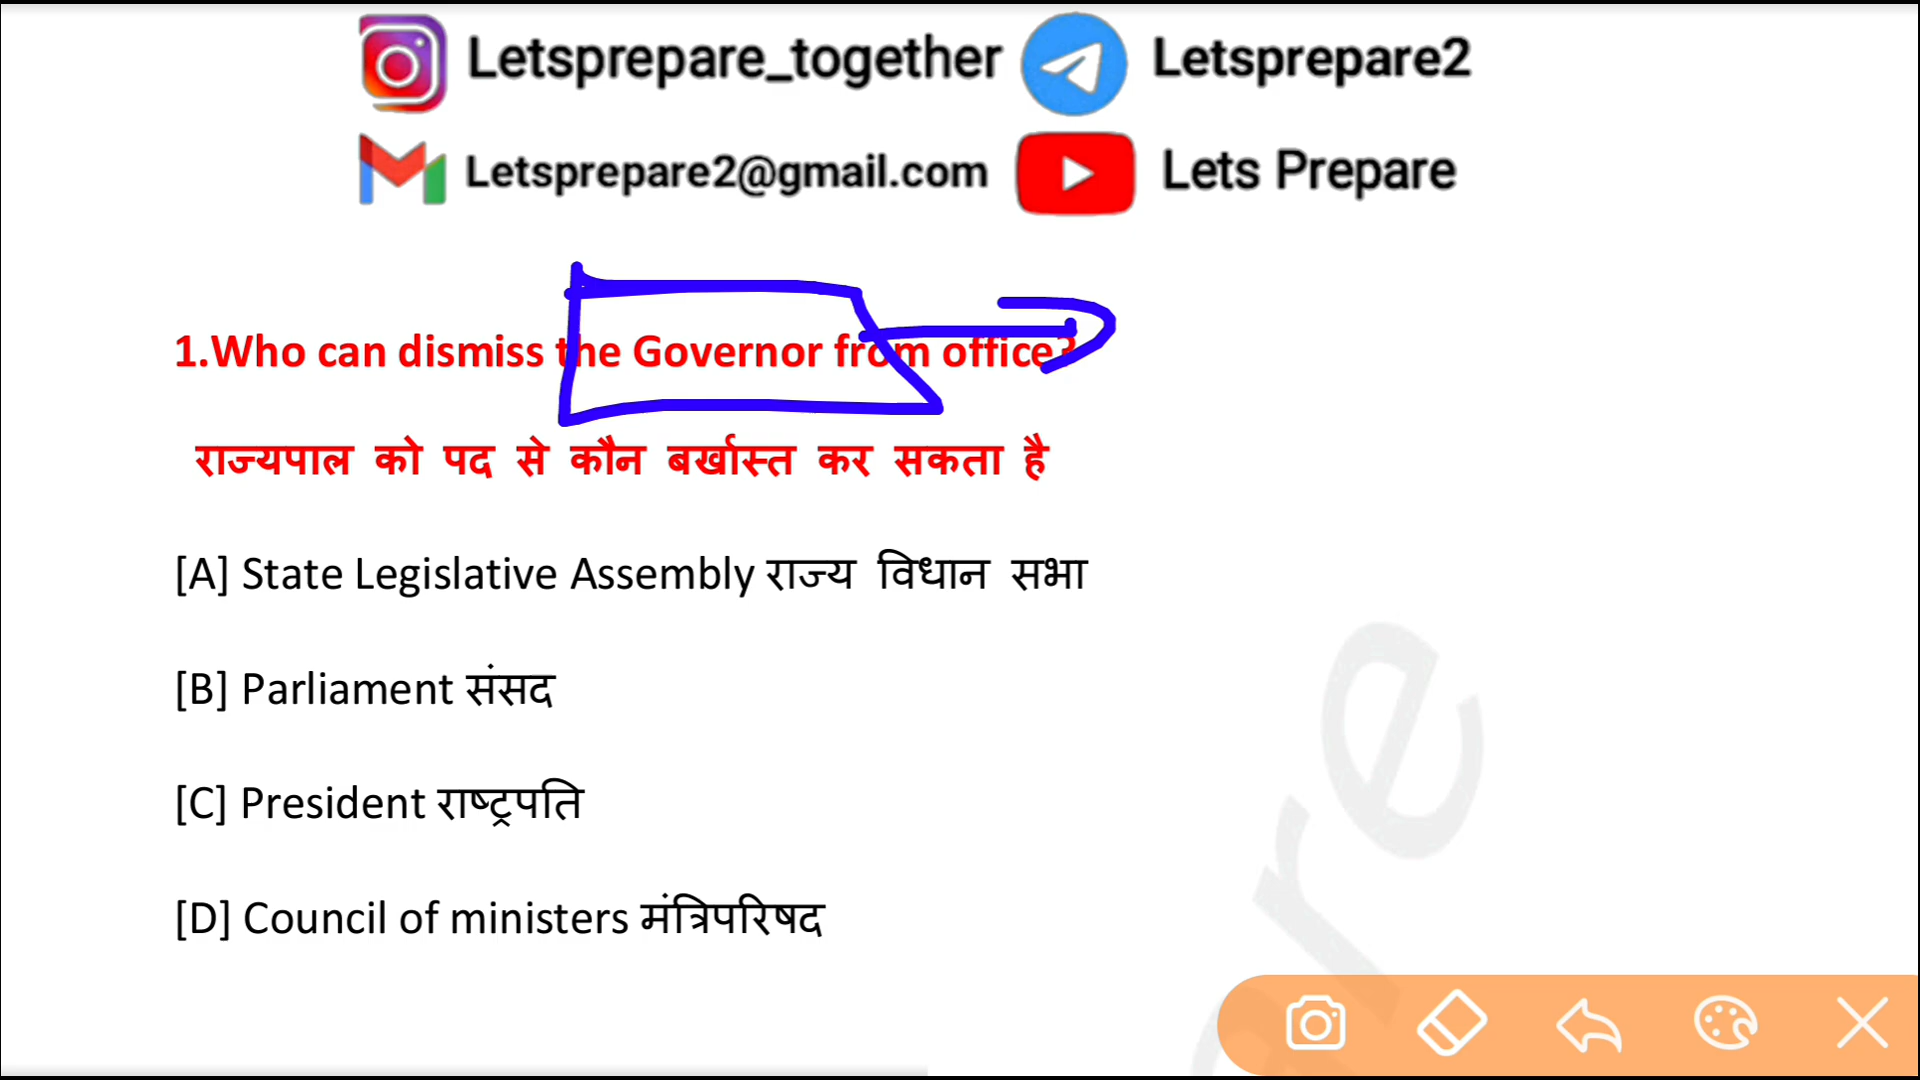 Letsprepare_together Letsprepare2
Letsprepare2@gmail.com Lets Prepare
1.Who can dismiss the Governor from office?
राज्यपाल को पद से कौन बर्खास्त कर सकता है
[A] State Legislative Assembly राज्य विधान सभा
[B] Parliament संसद
[C] President राष्ट्रपति
[D] Council of ministers मंत्रिपरिषद
re